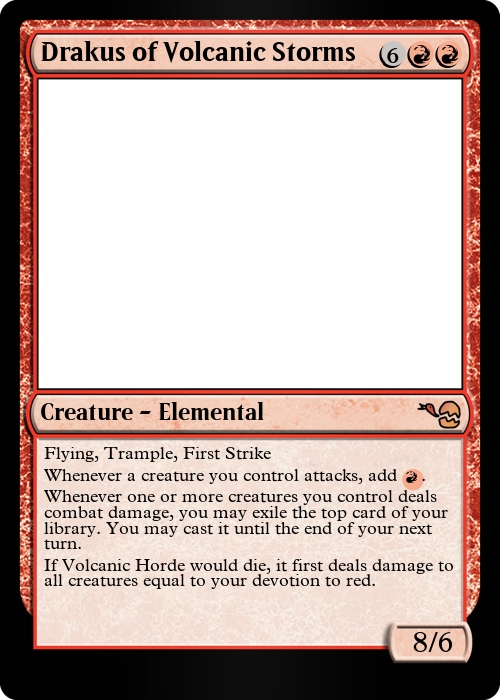 Drakus of Volcanic Storms 6
Creature – Elemental
Flying, Trample, First Strike
Whenever a creature you control attacks, add .
Whenever one or more creatures you control deals
combat damage, you may exile the top card of your
library. You may cast it until the end of your next
turn.
If Volcanic Horde would die, it first deals damage to
all creatures equal to your devotion to red.
8/6